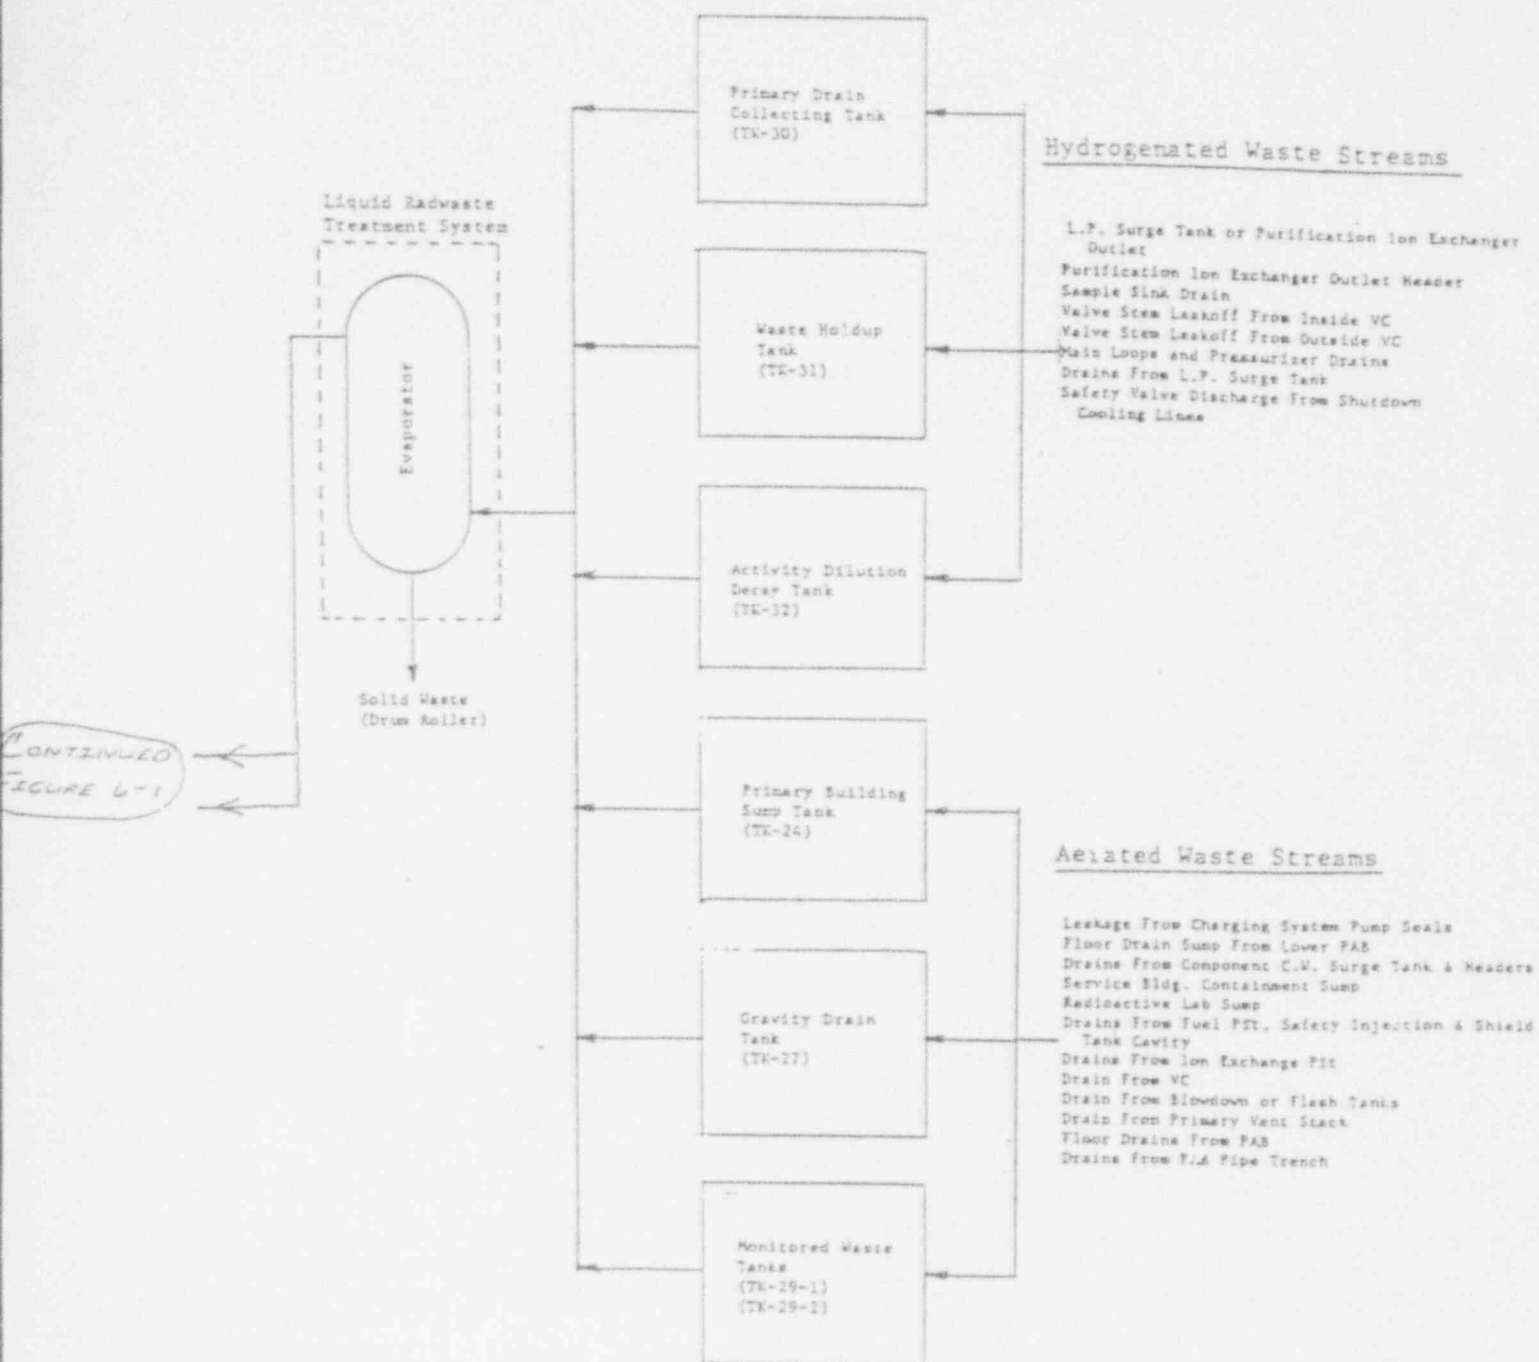 Primary Drain
Collecting Tank
(TK-30)
Hydrogenated Waste Streams
Liquid Radwaste
Treatment System
L.P. Surge Tank or Purification Ion Exchanger
Outlet
Purification Ion Exchanger Outlet Header
Sample Sink Drain
Valve Stem Leakoff From Inside VC
Valve Stem Leakoff From Outside VC
Main Loops and Pressurizer Drains
Drains From L.P. Surge Tank
Safety Valve Discharge From Shutdown
Cooling Lines
Waste Holdup
Tank
(TK-31)
Evaporator
Activity Dilution
Decay Tank
(TK-32)
Solid Waste
(Drum Roller)
CONTINUED
FIGURE 6-1
Primary Building
Sump Tank
(TK-24)
Aerated Waste Streams
Leakage From Charging System Pump Seals
Floor Drain Sump From Lower PAB
Drains From Component C.W. Surge Tank & Headers
Service Bldg. Containment Sump
Radioactive Lab Sump
Drains From Fuel Pit, Safety Injection & Shield
Tank Cavity
Drains From Ion Exchange Pit
Drain From VC
Drain From Blowdown or Flash Tanks
Drain From Primary Vent Stack
Floor Drains From PAB
Drains From Pipe Trench
Gravity Drain
Tank
(TK-27)
Monitored Waste
Tanks
(TK-29-1)
(TK-29-2)